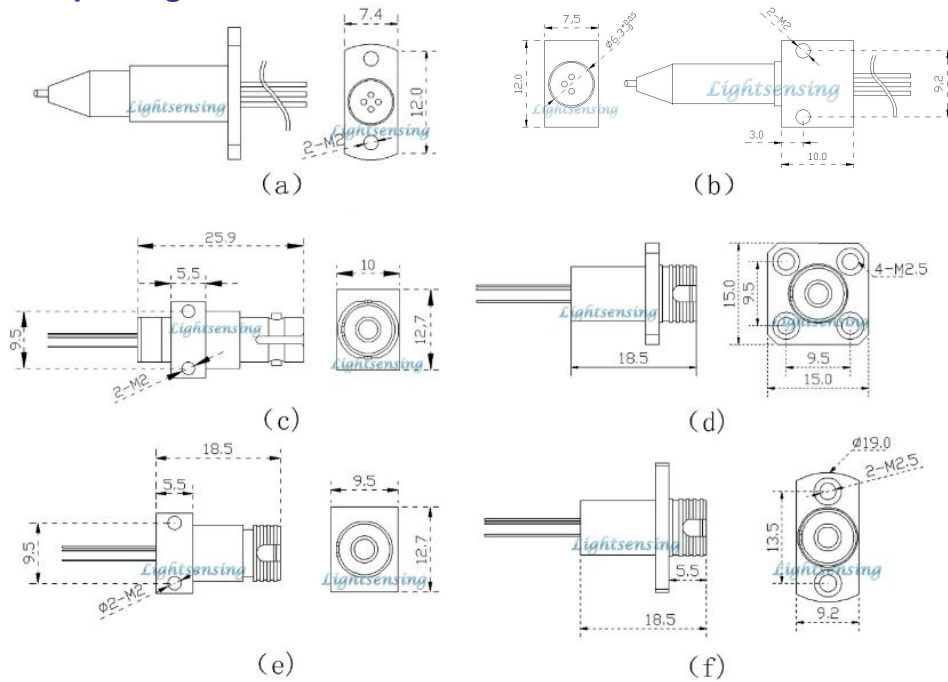 7.4
12.0
2-M2
Lightsensing
Lightsensing
(a)
7.5
12.0
2-M2
9.2
3.0
10.0
Lightsensing
Lightsensing
(b)
25.9
5.5
9.5
2-M2
10
12.7
Lightsensing
Lightsensing
(c)
18.5
15.0
9.5
4-M2.5
9.5
15.0
Lightsensing
Lightsensing
(d)
18.5
5.5
9.5
ø2-M2
9.5
12.7
Lightsensing
Lightsensing
(e)
ø19.0
2-M2.5
13.5
5.5
18.5
9.2
Lightsensing
Lightsensing
(f)